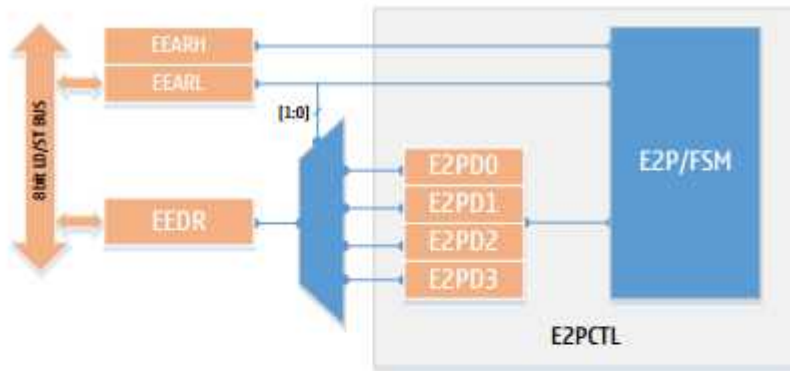 EEARH
EEARL
8bit LD/ST BUS
[1:0]
EEDR
E2PD0
E2PD1
E2PD2
E2PD3
E2P/FSM
E2PCTL